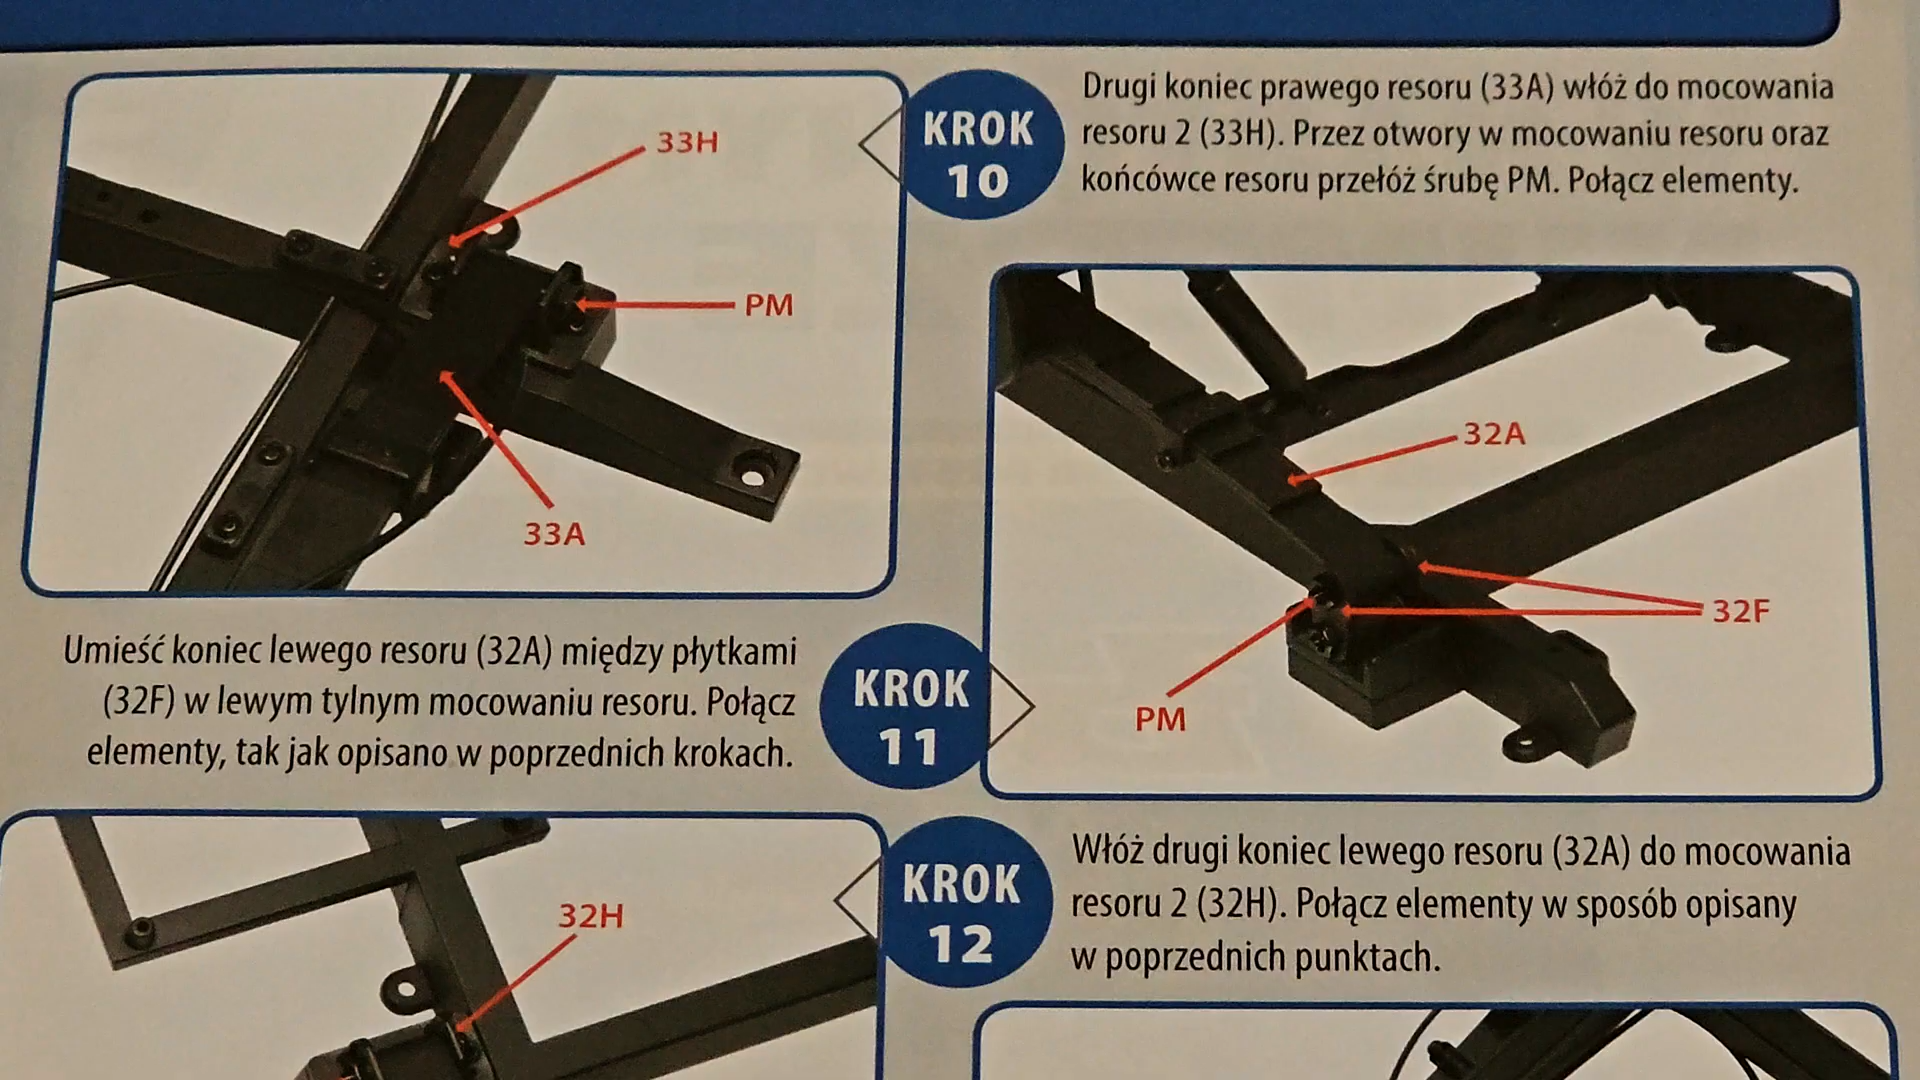 KROK
10
Drugi koniec prawego resoru (33A) włóż do mocowania
resoru 2 (33H). Przez otwory w mocowaniu resoru oraz
końcówce resoru przełóż śrubę PM. Połącz elementy.
33H
PM
33A
Umieść koniec lewego resoru (32A) między płytkami
(32F) w lewym tylnym mocowaniu resoru. Połącz
elementy, tak jak opisano w poprzednich krokach.
KROK
11
32A
32F
PM
32H
KROK
12
Włóż drugi koniec lewego resoru (32A) do mocowania
resoru 2 (32H). Połącz elementy w sposób opisany
w poprzednich punktach.